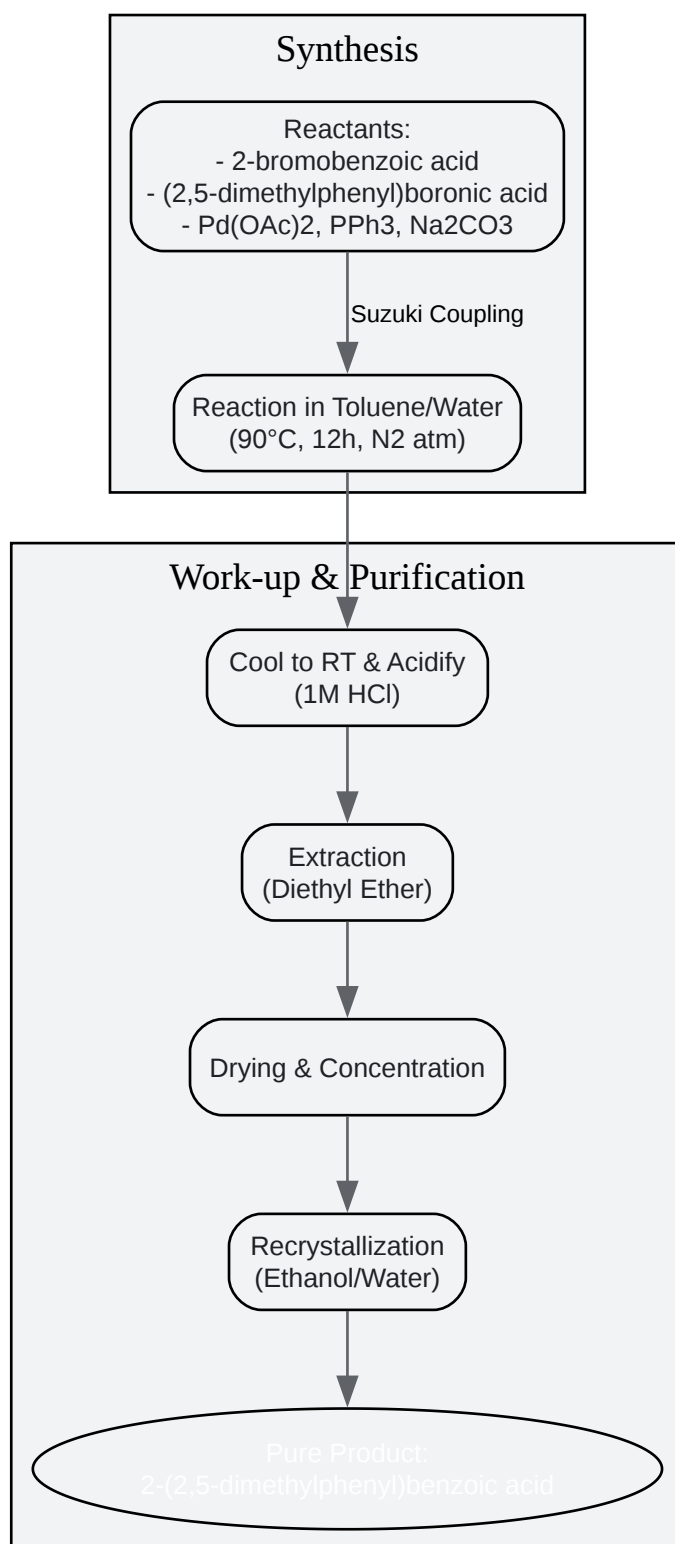 Synthesis
Reactants:
- 2-bromobenzoic acid
- (2,5-dimethylphenyl)boronic acid
- Pd(OAc)2, PPh3, Na2CO3
Suzuki Coupling
Reaction in Toluene/Water
(90°C, 12h, N2 atm)
Work-up & Purification
Cool to RT & Acidify
(1M HCl)
Extraction
(Diethyl Ether)
Drying & Concentration
Recrystallization
(Ethanol/Water)
Pure Product:
2-(2,5-dimethylphenyl)benzoic acid